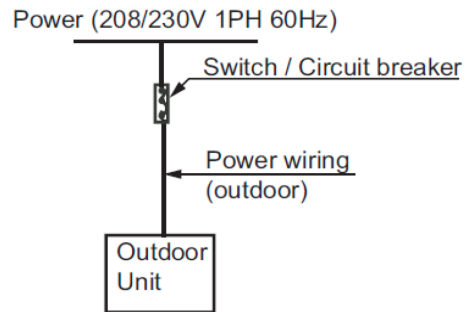 Power (208/230V 1PH 60Hz)
Switch / Circuit breaker
Power wiring
(outdoor)
Outdoor
Unit